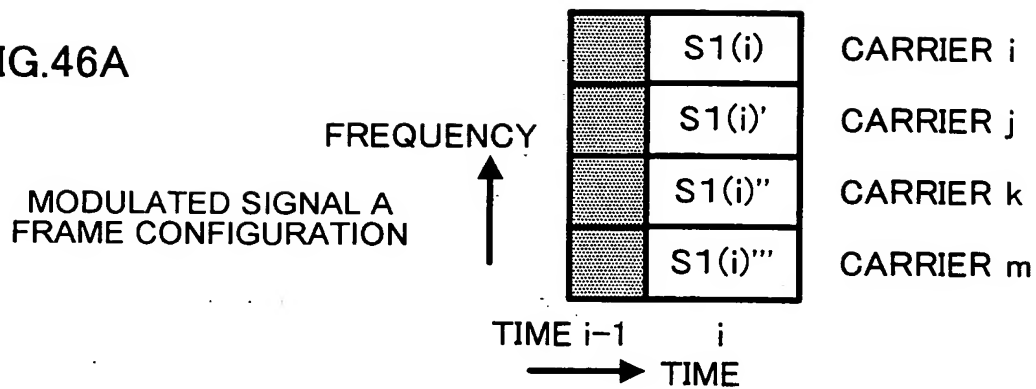 IG.46A
S1(i) CARRIER i
S1(i)' CARRIER j
FREQUENCY
S1(i)'' CARRIER k
MODULATED SIGNAL A
FRAME CONFIGURATION
S1(i)''' CARRIER m
TIME i-1 i
TIME